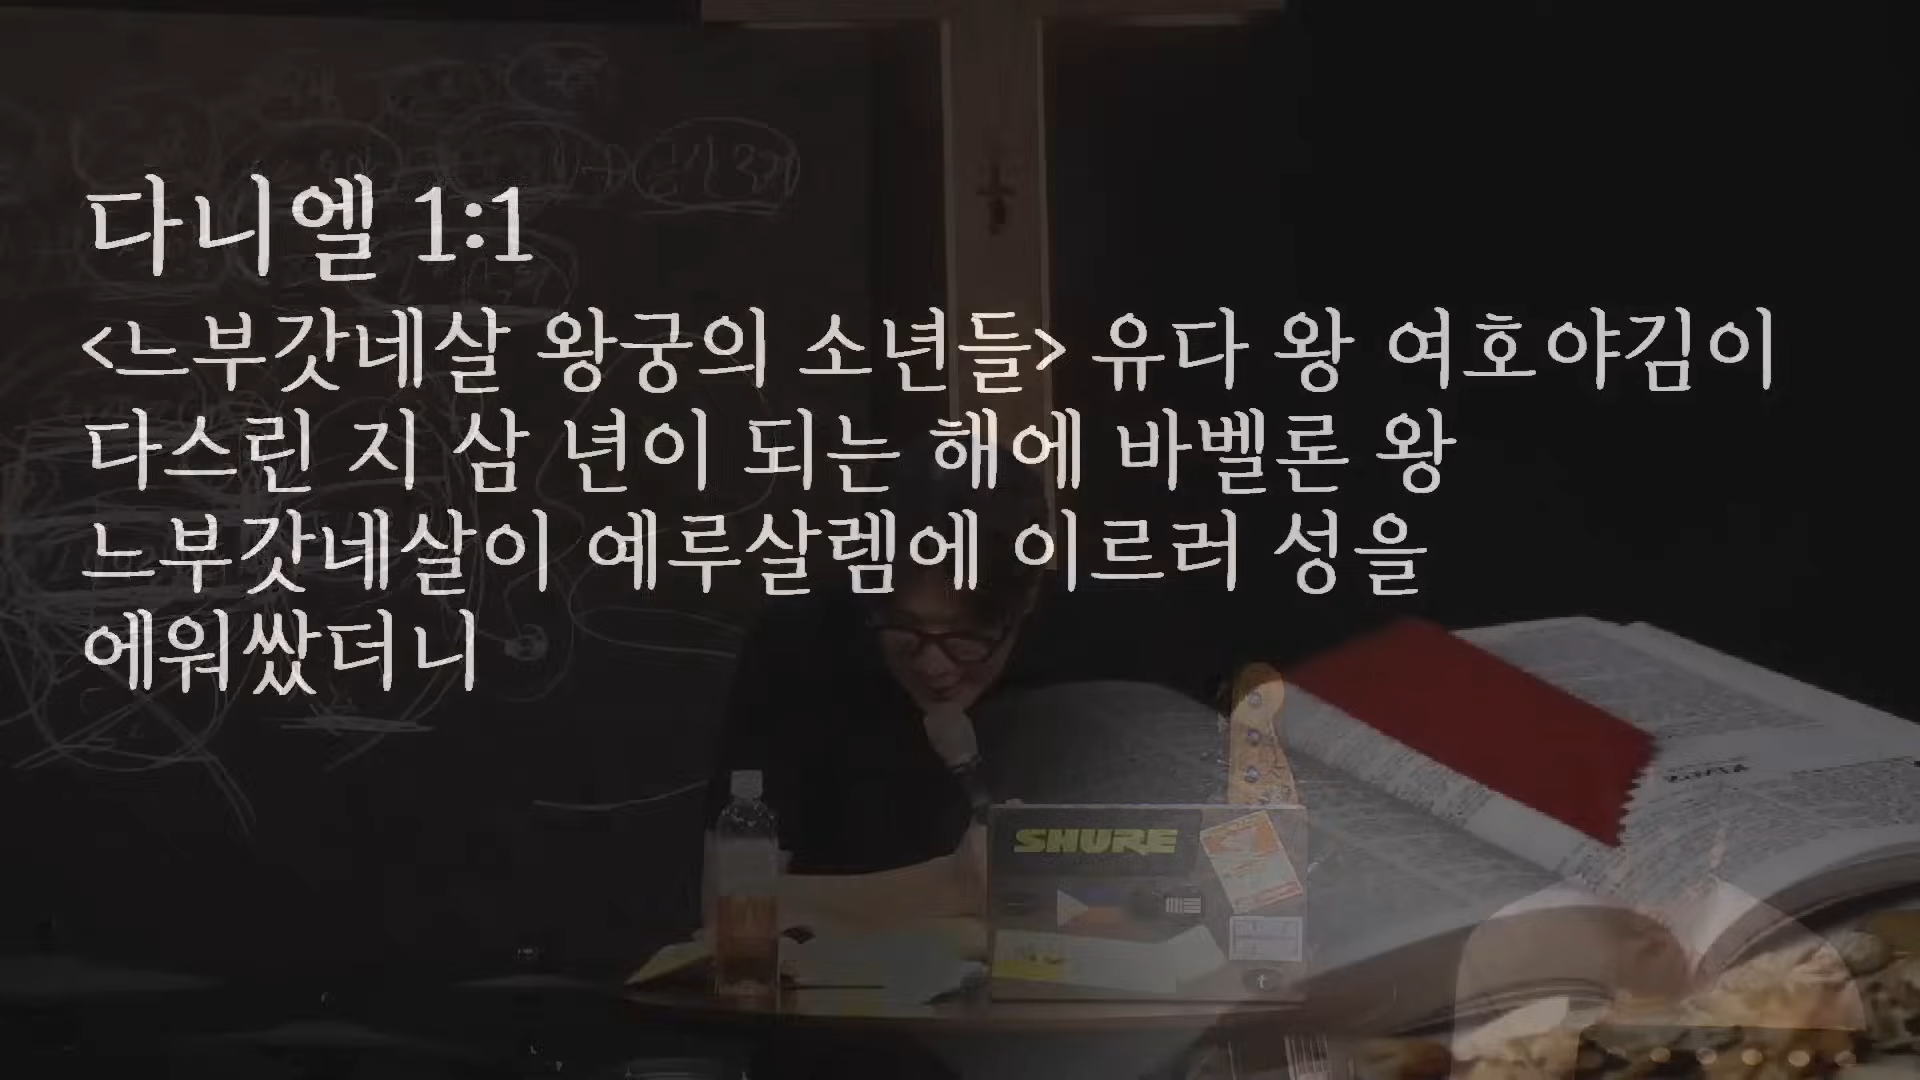 다니엘 1:1
<느부갓네살 왕궁의 소년들> 유다 왕 여호야김이
다스린 지 삼 년이 되는 해에 바벨론 왕
느부갓네살이 예루살렘에 이르러 성을
에워쌌더니
SHURE